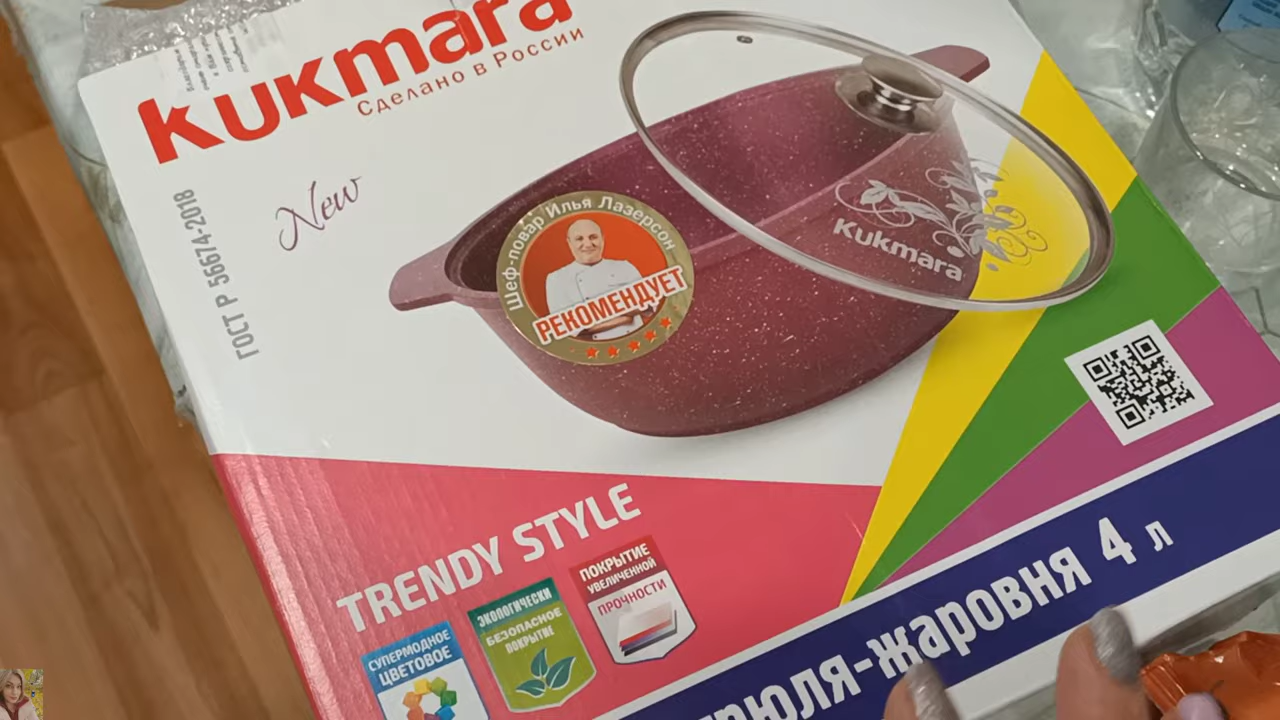 kukmara
Сделано в России
New
ГОСТ Р 56674-2018
Шеф-повар Илья Лазерсон
РЕКОМЕНДУЕТ
kukmara
TRENDY STYLE
СУПЕРМОДНОЕ
ЦВЕТОВОЕ
ЭКОЛОГИЧЕСКИ
БЕЗОПАСНОЕ
ПОКРЫТИЕ
ПОКРЫТИЕ
УВЕЛИЧЕННОЙ
ПРОЧНОСТИ
трюля-жаровня 4 л